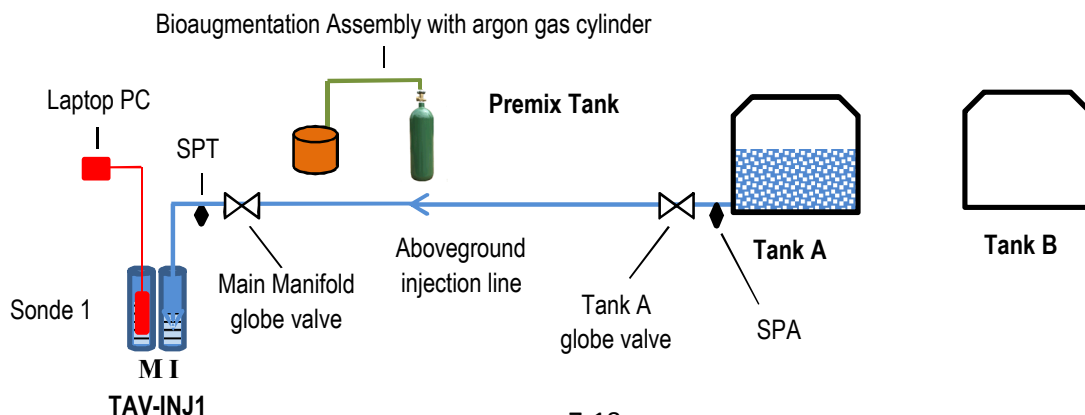 Bioaugmentation Assembly with argon gas cylinder
Laptop PC
Premix Tank
SPT
Aboveground
injection line
Tank A
Tank B
Main Manifold
globe valve
Tank A
globe valve
SPA
Sonde 1
M I
TAV-INJ1